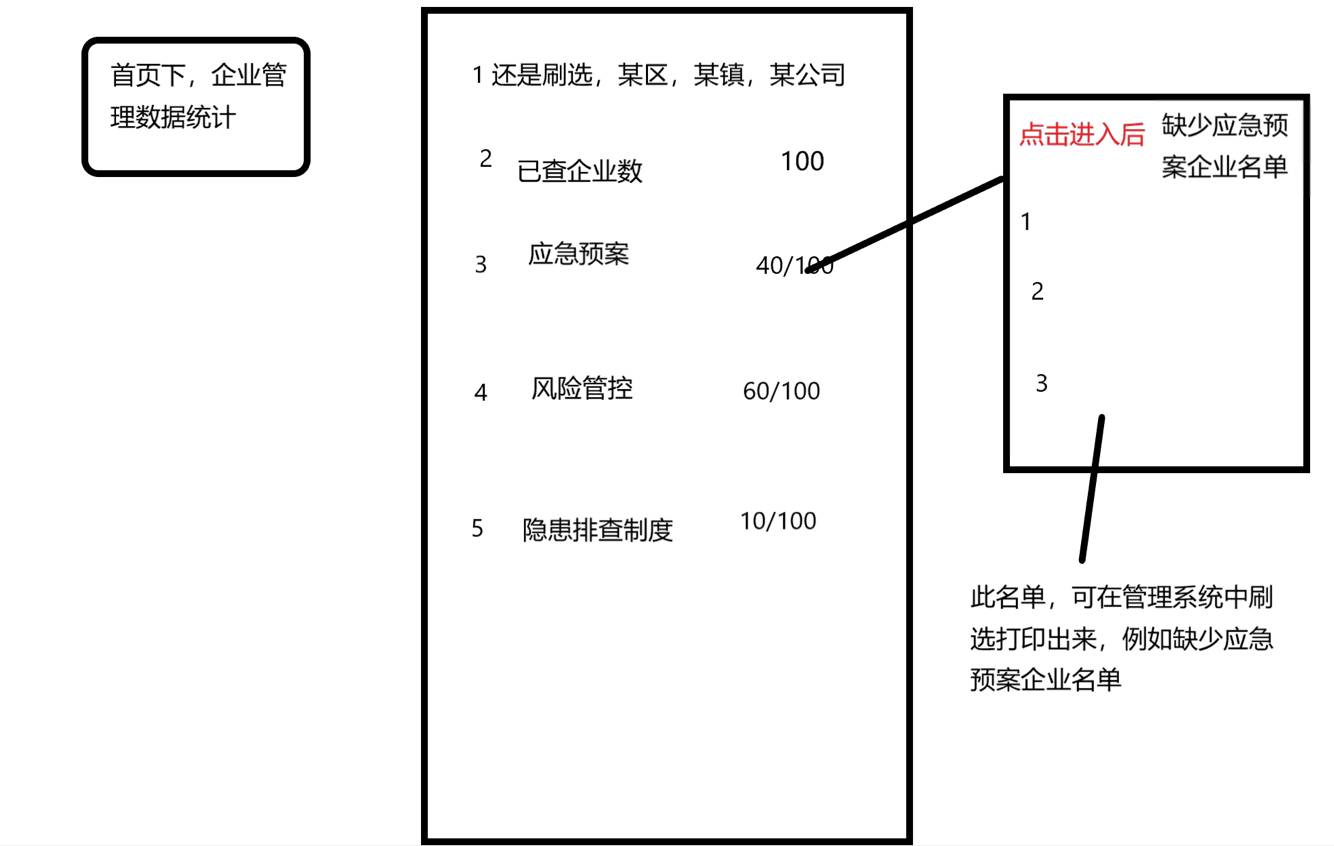 首页下，企业管
理数据统计
1 还是刷选，某区，某镇，某公司
2 已查企业数 100
3 应急预案 40/100
4 风险管控 60/100
5 隐患排查制度 10/100
点击进入后
缺少应急预
案企业名单
1
2
3
此名单，可在管理系统中刷
选打印出来，例如缺少应急
预案企业名单